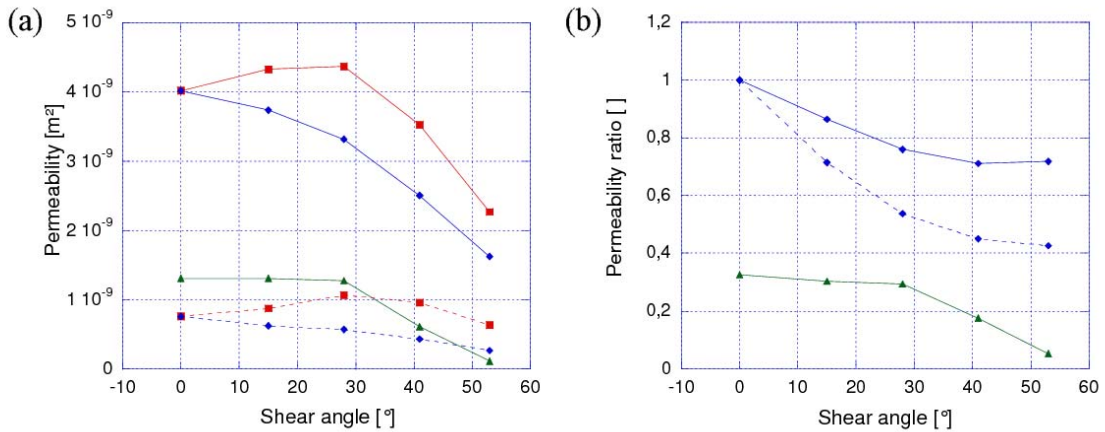 (a)
Permeability [m²]
5 10⁻⁹
4 10⁻⁹
3 10⁻⁹
2 10⁻⁹
1 10⁻⁹
0
-10 0 10 20 30 40 50 60
Shear angle [°]
(b)
Permeability ratio [ ]
1,2
1
0,8
0,6
0,4
0,2
0
-10 0 10 20 30 40 50 60
Shear angle [°]